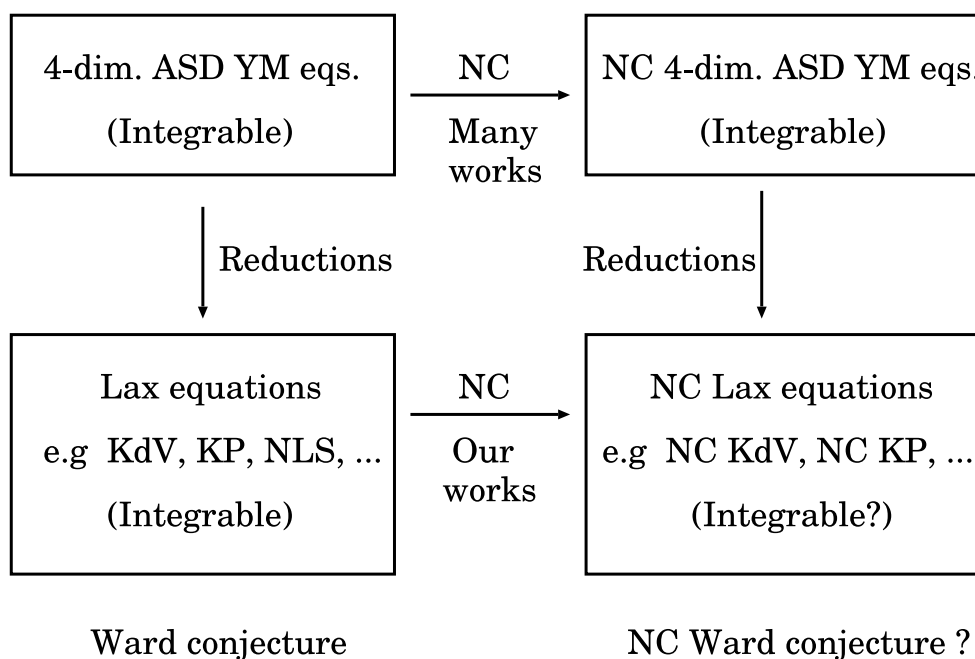 4-dim. ASD YM eqs.
(Integrable)
NC
Many
works
NC 4-dim. ASD YM eqs.
(Integrable)
Reductions
Reductions
Lax equations
e.g KdV, KP, NLS, ...
(Integrable)
NC
Our
works
NC Lax equations
e.g NC KdV, NC KP, ...
(Integrable?)
Ward conjecture
NC Ward conjecture ?